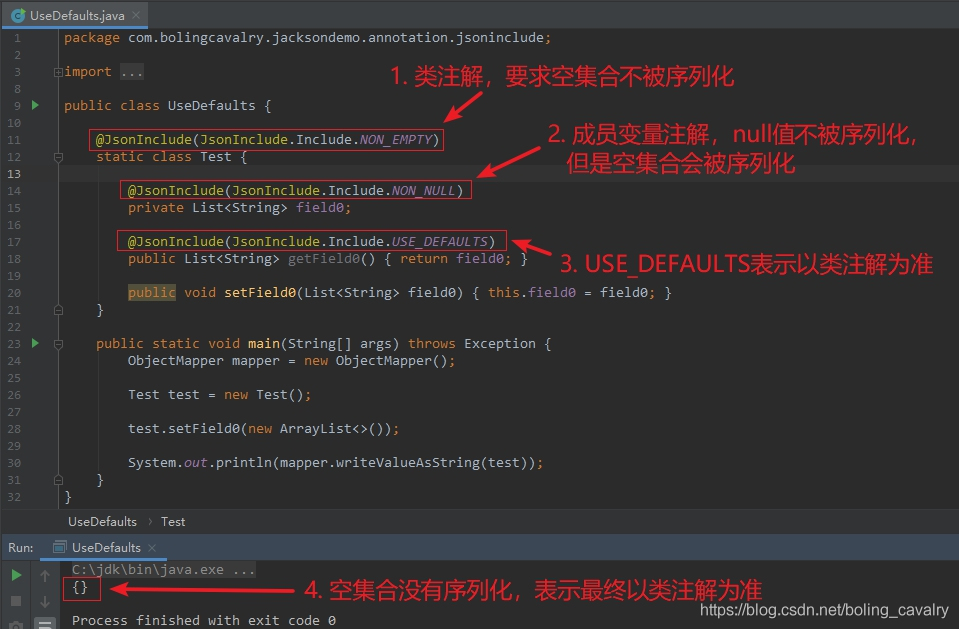 UseDefaults.java
1 package com.bolingcavalry.jacksondemo.annotation.jsoninclude;
2
3 import ...
8
9 public class UseDefaults {
10
1. 类注解，要求空集合不被序列化
11 @JsonInclude(JsonInclude.Include.NON_EMPTY)
12 static class Test {
2. 成员变量注解，null值不被序列化，
但是空集合会被序列化
13
14 @JsonInclude(JsonInclude.Include.NON_NULL)
15 private List<String> field0;
16
17 @JsonInclude(JsonInclude.Include.USE_DEFAULTS)
18 public List<String> getField0() { return field0; }
3. USE_DEFAULTS表示以类注解为准
19
20 public void setField0(List<String> field0) { this.field0 = field0; }
21 }
22
23 public static void main(String[] args) throws Exception {
24 ObjectMapper mapper = new ObjectMapper();
25
26 Test test = new Test();
27
28 test.setField0(new ArrayList<>());
29
30 System.out.println(mapper.writeValueAsString(test));
31 }
32 }
UseDefaults › Test
Run: UseDefaults
C:\jdk\bin\java.exe ...
{}
4. 空集合没有序列化，表示最终以类注解为准
https://blog.csdn.net/boling_cavalry
Process finished with exit code 0